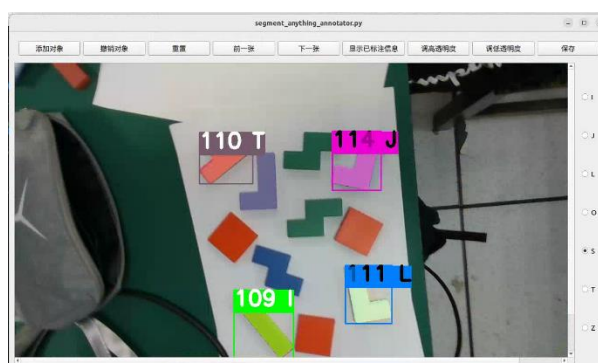 segment_anything_annotator.py
添加对象 撤销对象 重置 前一张 下一张 显示已标注信息 调高透明度 调低透明度 保存
110 T
114 J
111 L
109 I
I
J
L
O
S
T
Z